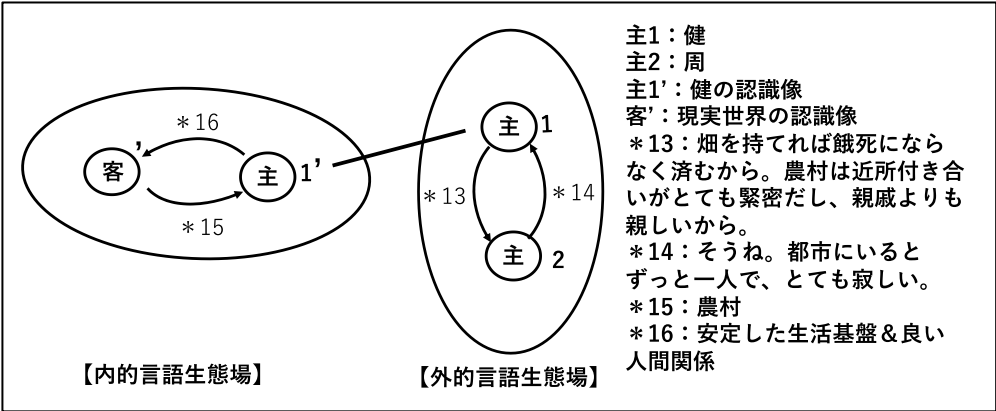 ＊16
’
客
主
1’
＊15
【内的言語生態場】
主
1
＊13
＊14
主
2
【外的言語生態場】
主1：健
主2：周
主1’：健の認識像
客’：現実世界の認識像
＊13：畑を持てれば餓死になら
なく済むから。農村は近所付き合
いがとても緊密だし、親戚よりも
親しいから。
＊14：そうね。都市にいると
ずっと一人で、とても寂しい。
＊15：農村
＊16：安定した生活基盤＆良い
人間関係